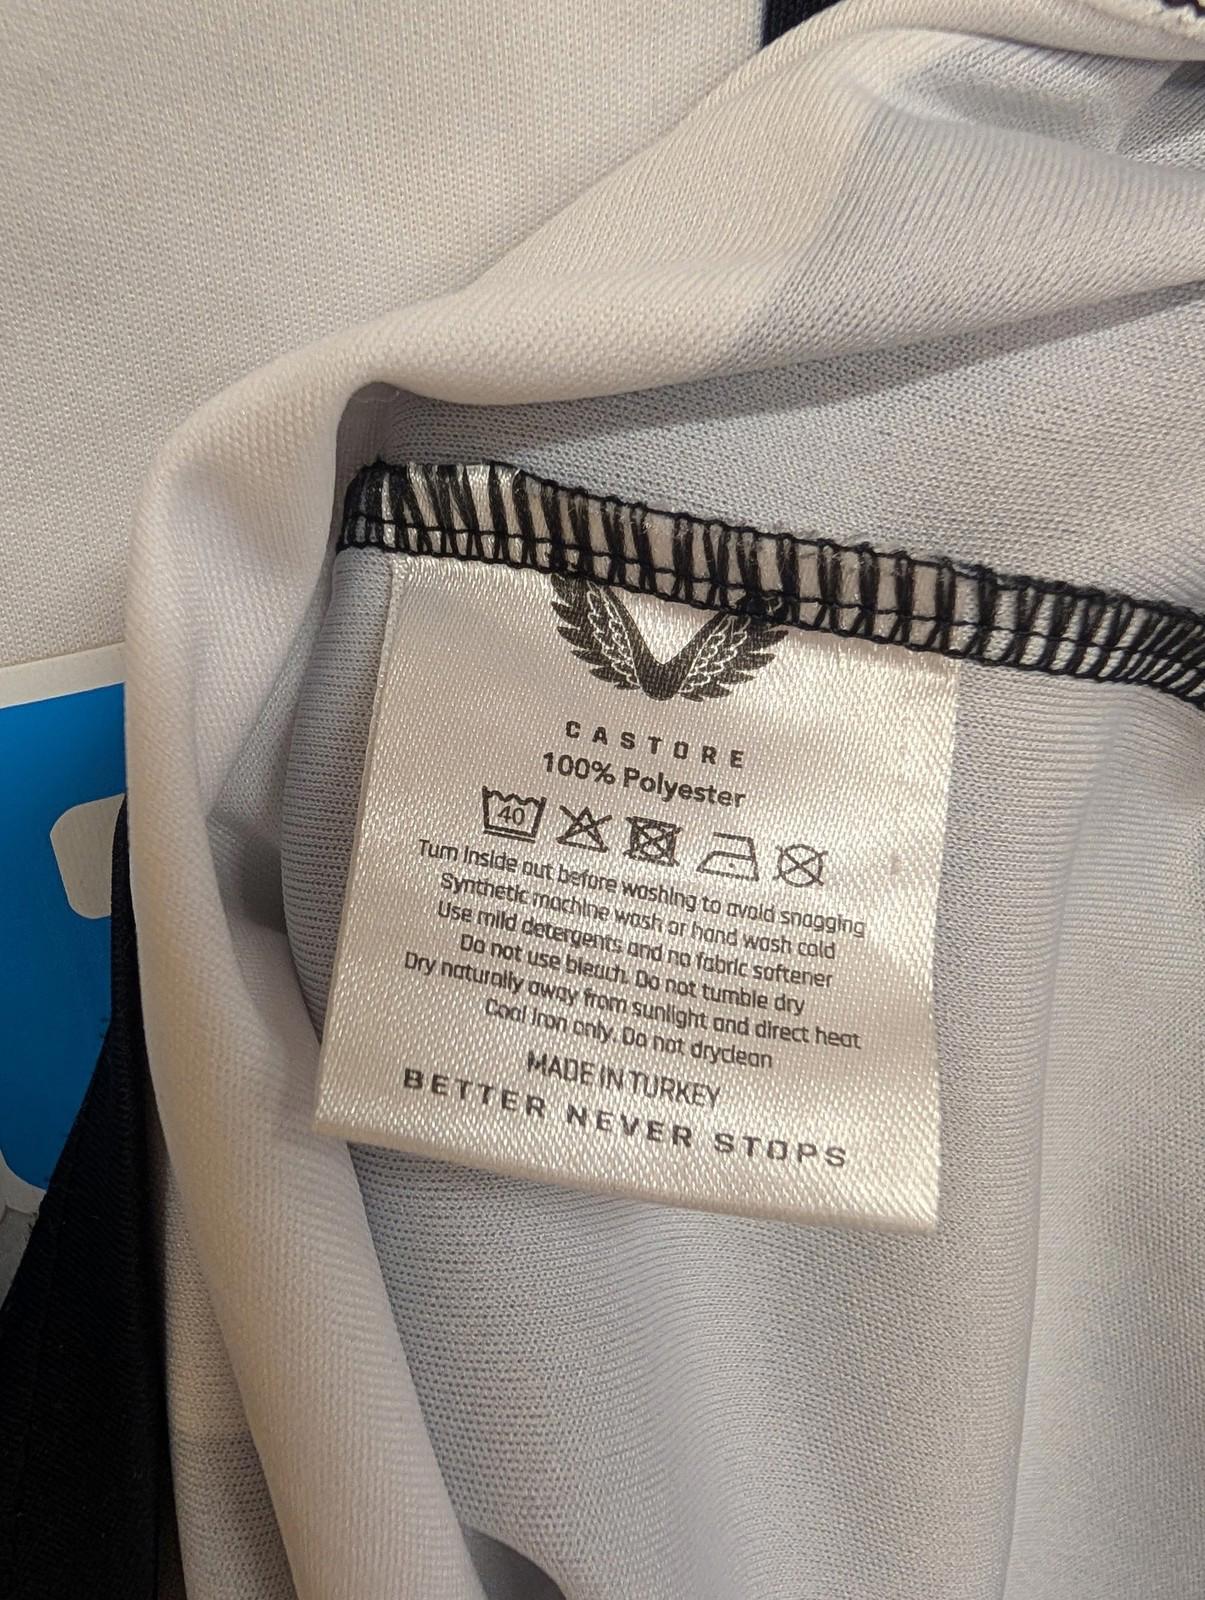 CASTORE
100% Polyester
40
Turn inside out before washing to avoid snagging
Synthetic machine wash or hand wash cold
Use mild detergents and no fabric softener
Do not use bleach. Do not tumble dry
Dry naturally away from sunlight and direct heat
Cool iron only. Do not dryclean
MADE IN TURKEY
BETTER NEVER STOPS